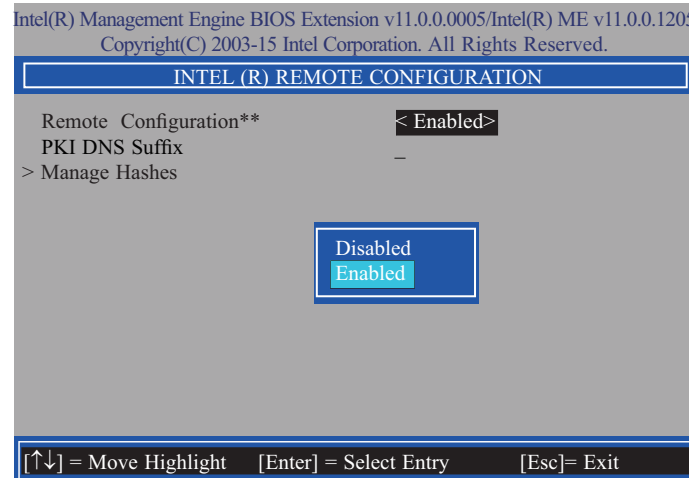 Intel(R) Management Engine BIOS Extension v11.0.0.0005/Intel(R) ME v11.0.0.1205
Copyright(C) 2003-15 Intel Corporation. All Rights Reserved.
INTEL (R) REMOTE CONFIGURATION
Remote Configuration** < Enabled>
PKI DNS Suffix _
> Manage Hashes
Disabled
Enabled
[↑↓] = Move Highlight [Enter] = Select Entry [Esc]= Exit